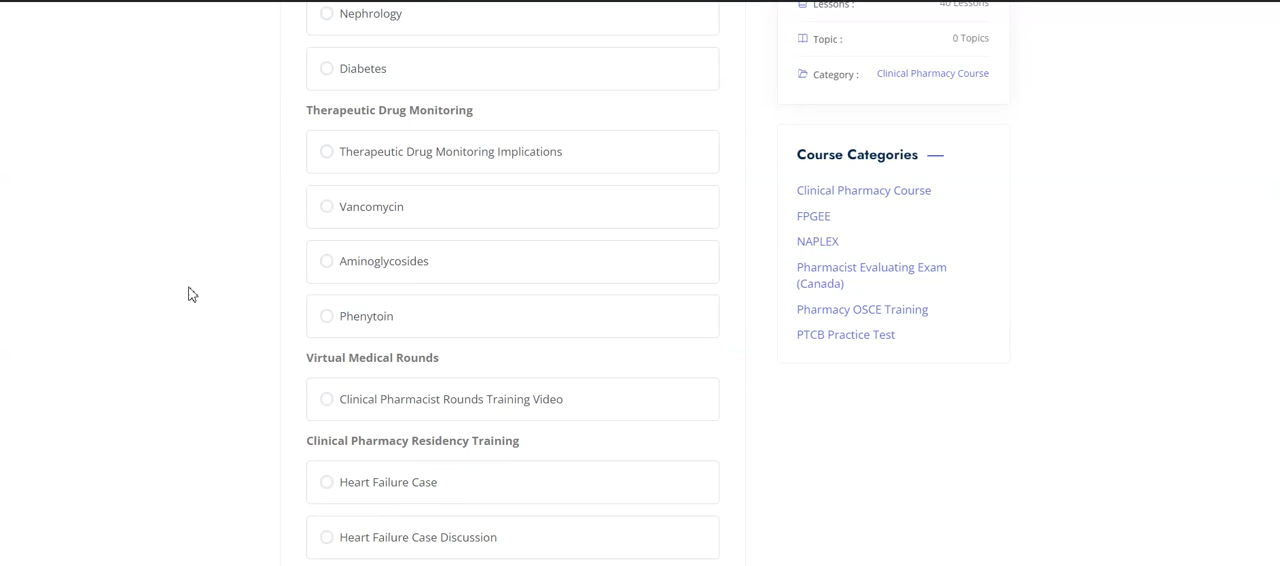 Nephrology
Diabetes
Therapeutic Drug Monitoring
Therapeutic Drug Monitoring Implications
Vancomycin
Aminoglycosides
Phenytoin
Virtual Medical Rounds
Clinical Pharmacist Rounds Training Video
Clinical Pharmacy Residency Training
Heart Failure Case
Heart Failure Case Discussion
Lessons : 40 Lessons
Topic : 0 Topics
Category : Clinical Pharmacy Course
Course Categories
Clinical Pharmacy Course
FPGEE
NAPLEX
Pharmacist Evaluating Exam
(Canada)
Pharmacy OSCE Training
PTCB Practice Test